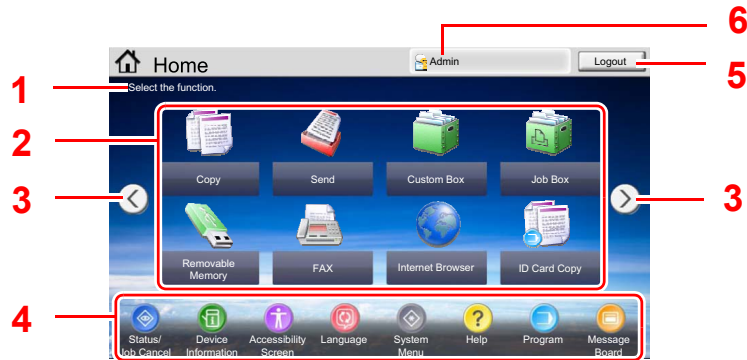 6
Home
Admin
Logout
5
1
Select the function.
2
Copy
Send
Custom Box
Job Box
3
3
Removable
Memory
FAX
Internet Browser
ID Card Copy
4
Status/
Job Cancel
Device
Information
Accessibility
Screen
Language
System
Menu
Help
Program
Message
Board